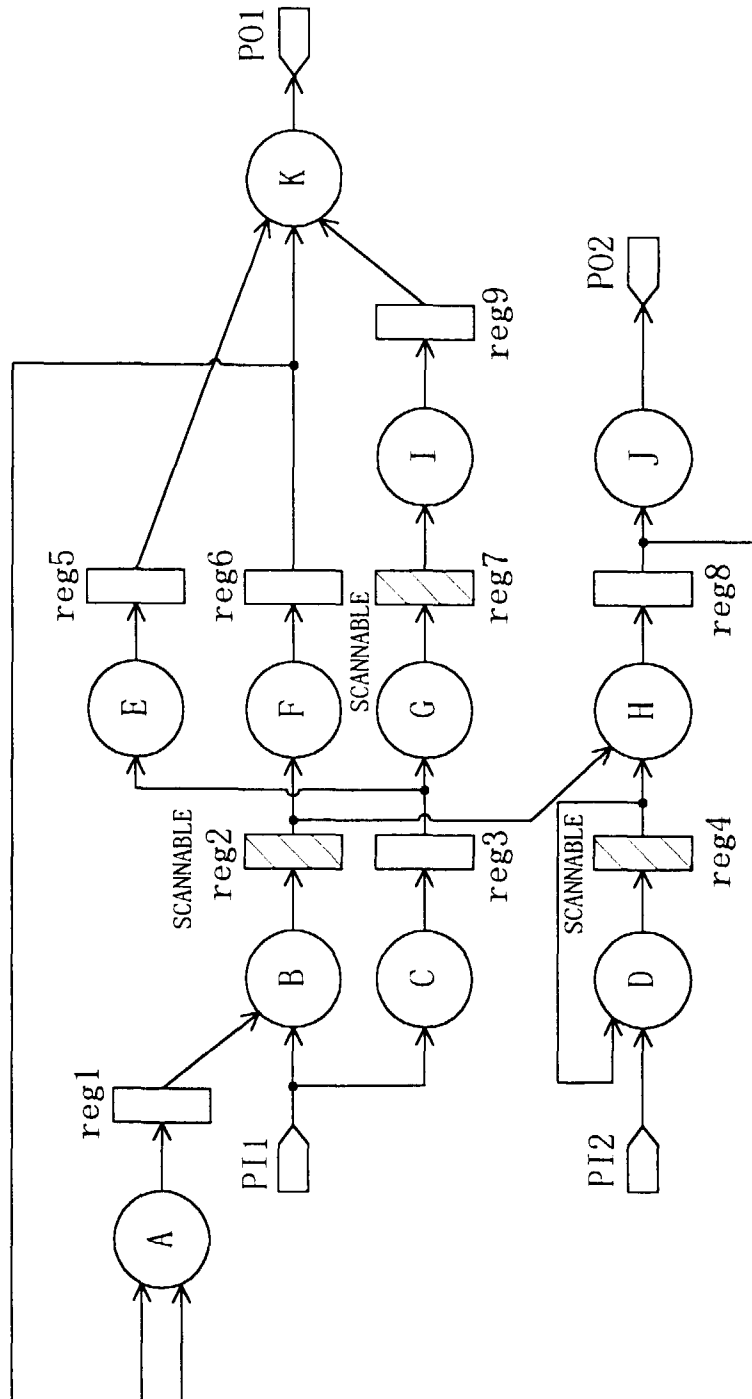 A
reg1
PI1
B
C
SCANNABLE
reg2
reg3
PI2
D
SCANNABLE
reg4
E
F
G
H
reg5
reg6
SCANNABLE
reg7
reg8
I
J
reg9
K
PO1
PO2